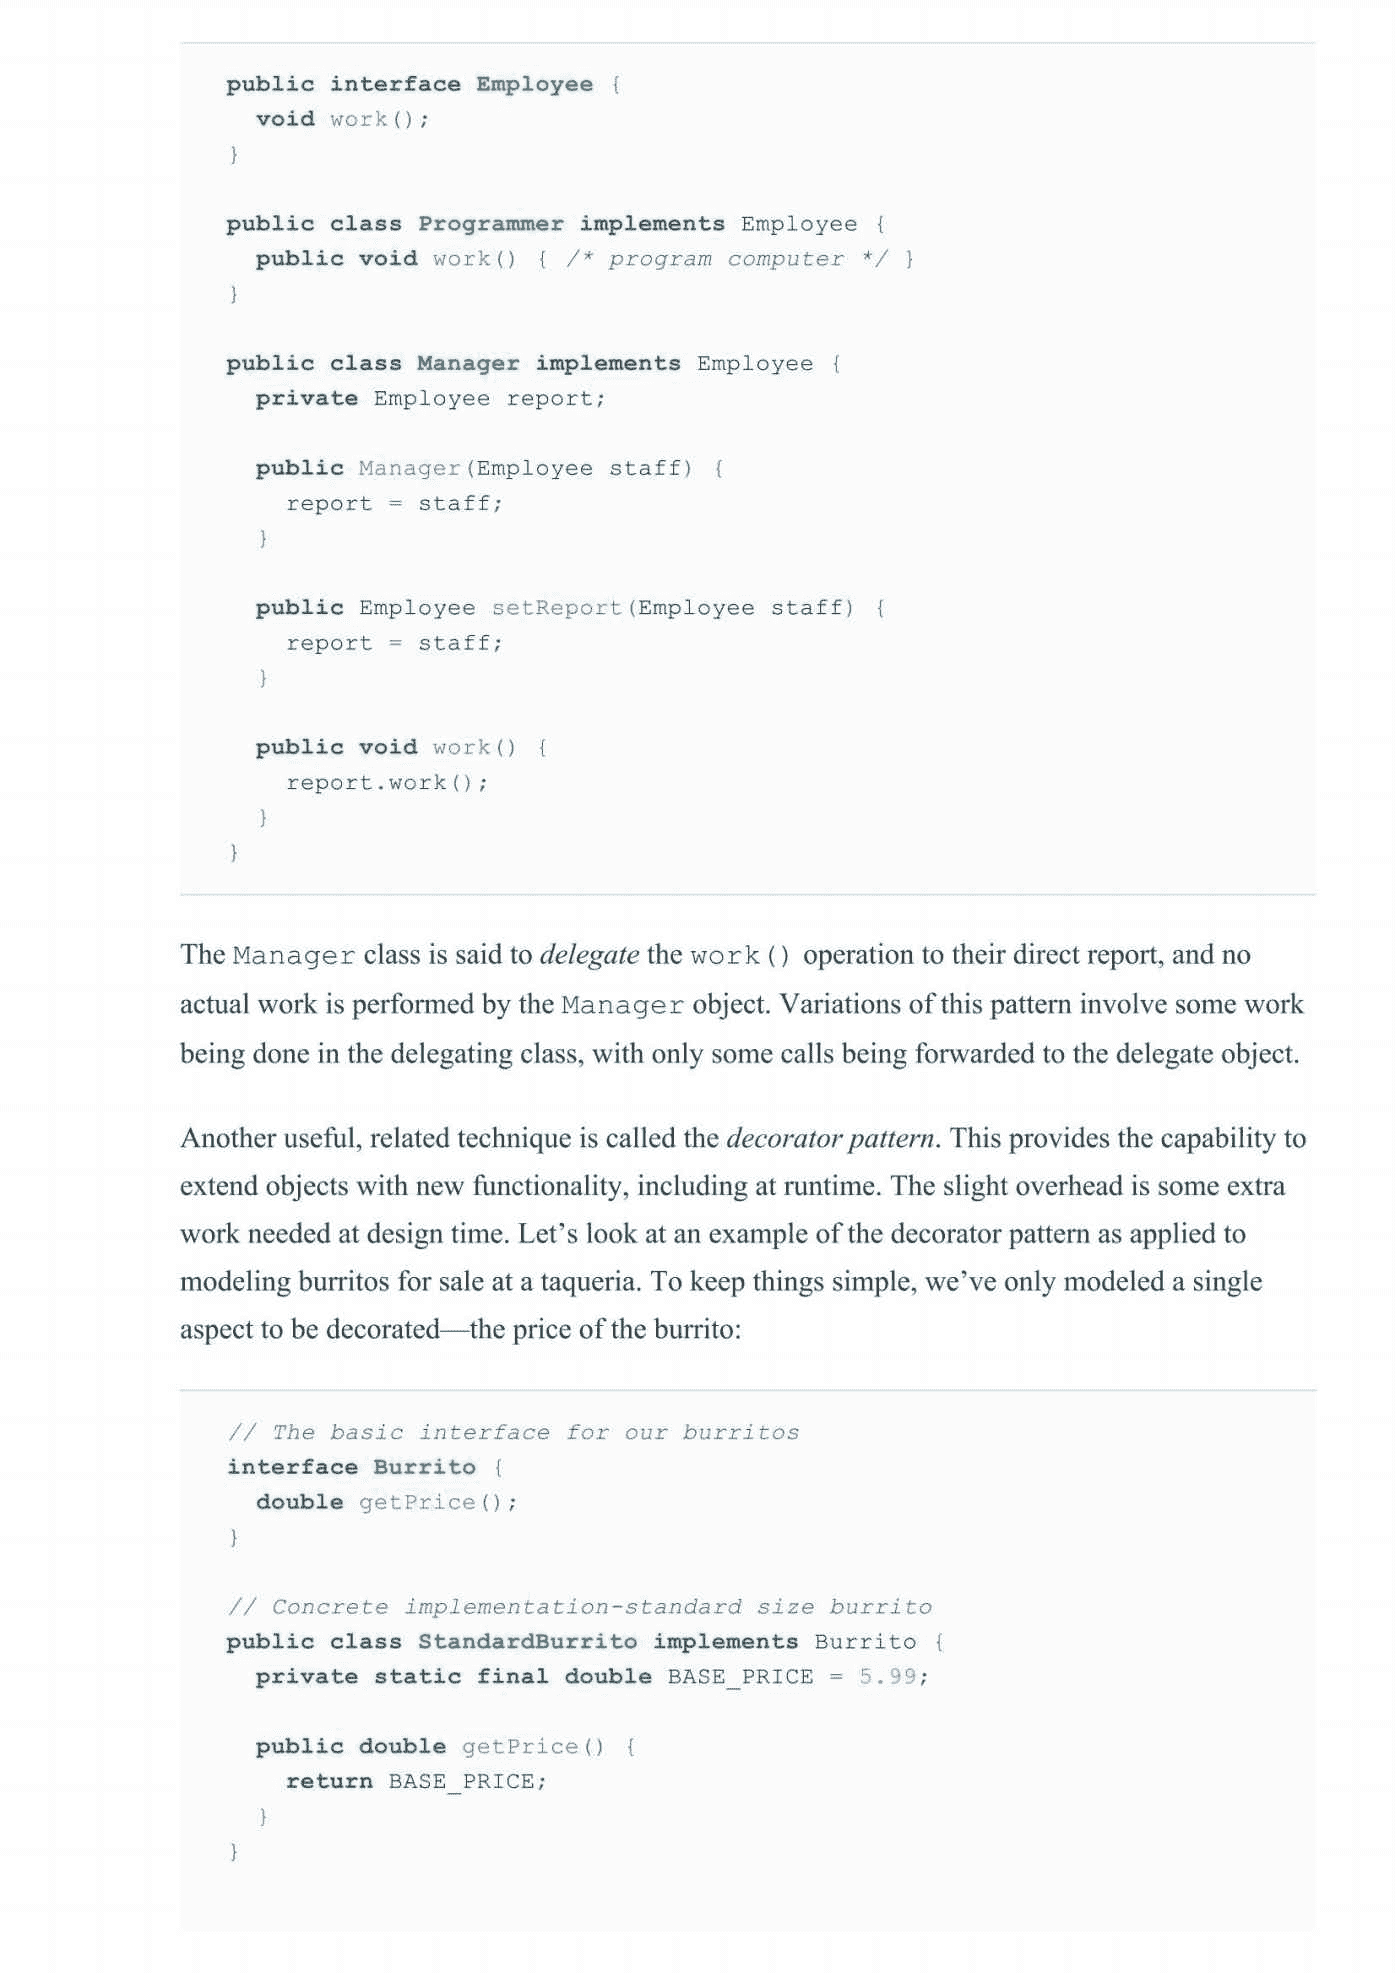 public interface Employee {
  void work();
}

public class Programmer implements Employee {
  public void work() { /* program computer */ }
}

public class Manager implements Employee {
  private Employee report;

  public Manager(Employee staff) {
    report = staff;
  }

  public Employee setReport(Employee staff) {
    report = staff;
  }

  public void work() {
    report.work();
  }
}

The Manager class is said to delegate the work() operation to their direct report, and no
actual work is performed by the Manager object. Variations of this pattern involve some work
being done in the delegating class, with only some calls being forwarded to the delegate object.

Another useful, related technique is called the decorator pattern. This provides the capability to
extend objects with new functionality, including at runtime. The slight overhead is some extra
work needed at design time. Let’s look at an example of the decorator pattern as applied to
modeling burritos for sale at a taqueria. To keep things simple, we’ve only modeled a single
aspect to be decorated—the price of the burrito:

// The basic interface for our burritos
interface Burrito {
  double getPrice();
}

// Concrete implementation-standard size burrito
public class StandardBurrito implements Burrito {
  private static final double BASE_PRICE = 5.99;

  public double getPrice() {
    return BASE_PRICE;
  }
}